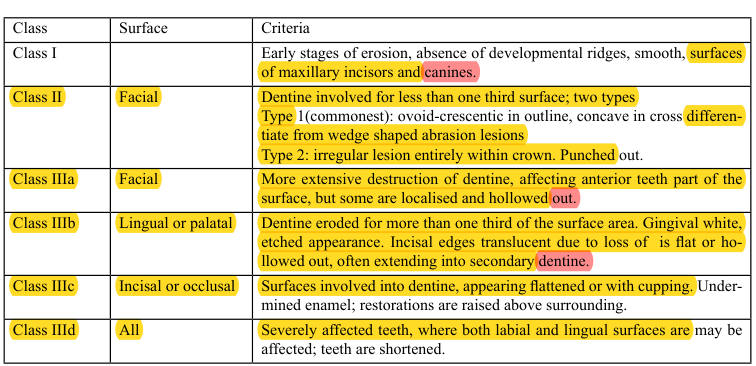 Class Surface Criteria
Class I Early stages of erosion, absence of developmental ridges, smooth, surfaces
of maxillary incisors and canines.
Class II Facial Dentine involved for less than one third surface; two types
Type 1(commonest): ovoid-crescentic in outline, concave in cross differen-
tiate from wedge shaped abrasion lesions
Type 2: irregular lesion entirely within crown. Punched out.
Class IIIa Facial More extensive destruction of dentine, affecting anterior teeth part of the
surface, but some are localised and hollowed out.
Class IIIb Lingual or palatal Dentine eroded for more than one third of the surface area. Gingival white,
etched appearance. Incisal edges translucent due to loss of is flat or ho-
llowed out, often extending into secondary dentine.
Class IIIc Incisal or occlusal Surfaces involved into dentine, appearing flattened or with cupping. Under-
mined enamel; restorations are raised above surrounding.
Class IIId All Severely affected teeth, where both labial and lingual surfaces are may be
affected; teeth are shortened.